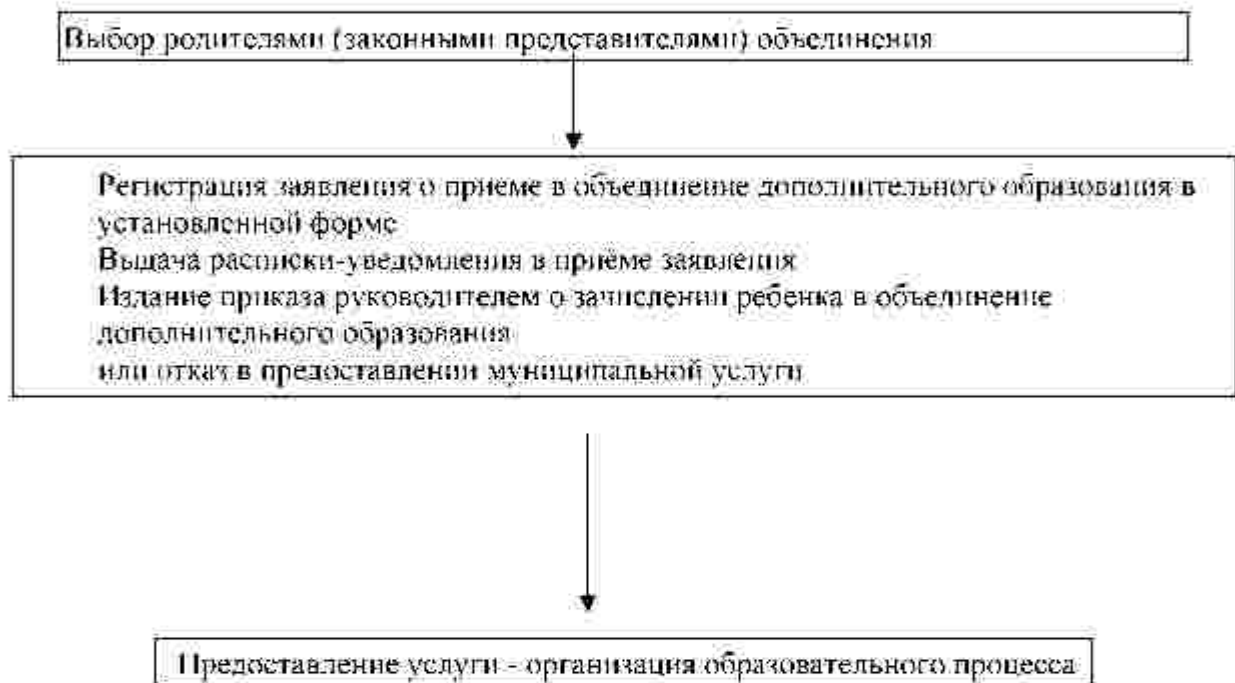 Выбор родителями (законными представителями) объединения
Регистрация заявления о приеме в объединение дополнительного образования в
установленной форме
Выдача расписки-уведомления в приёме заявления
Издание приказа руководителем о зачислении ребенка в объединение
дополнительного образования
или отказ в предоставлении муниципальной услуги
Предоставление услуги - организация образовательного процесса